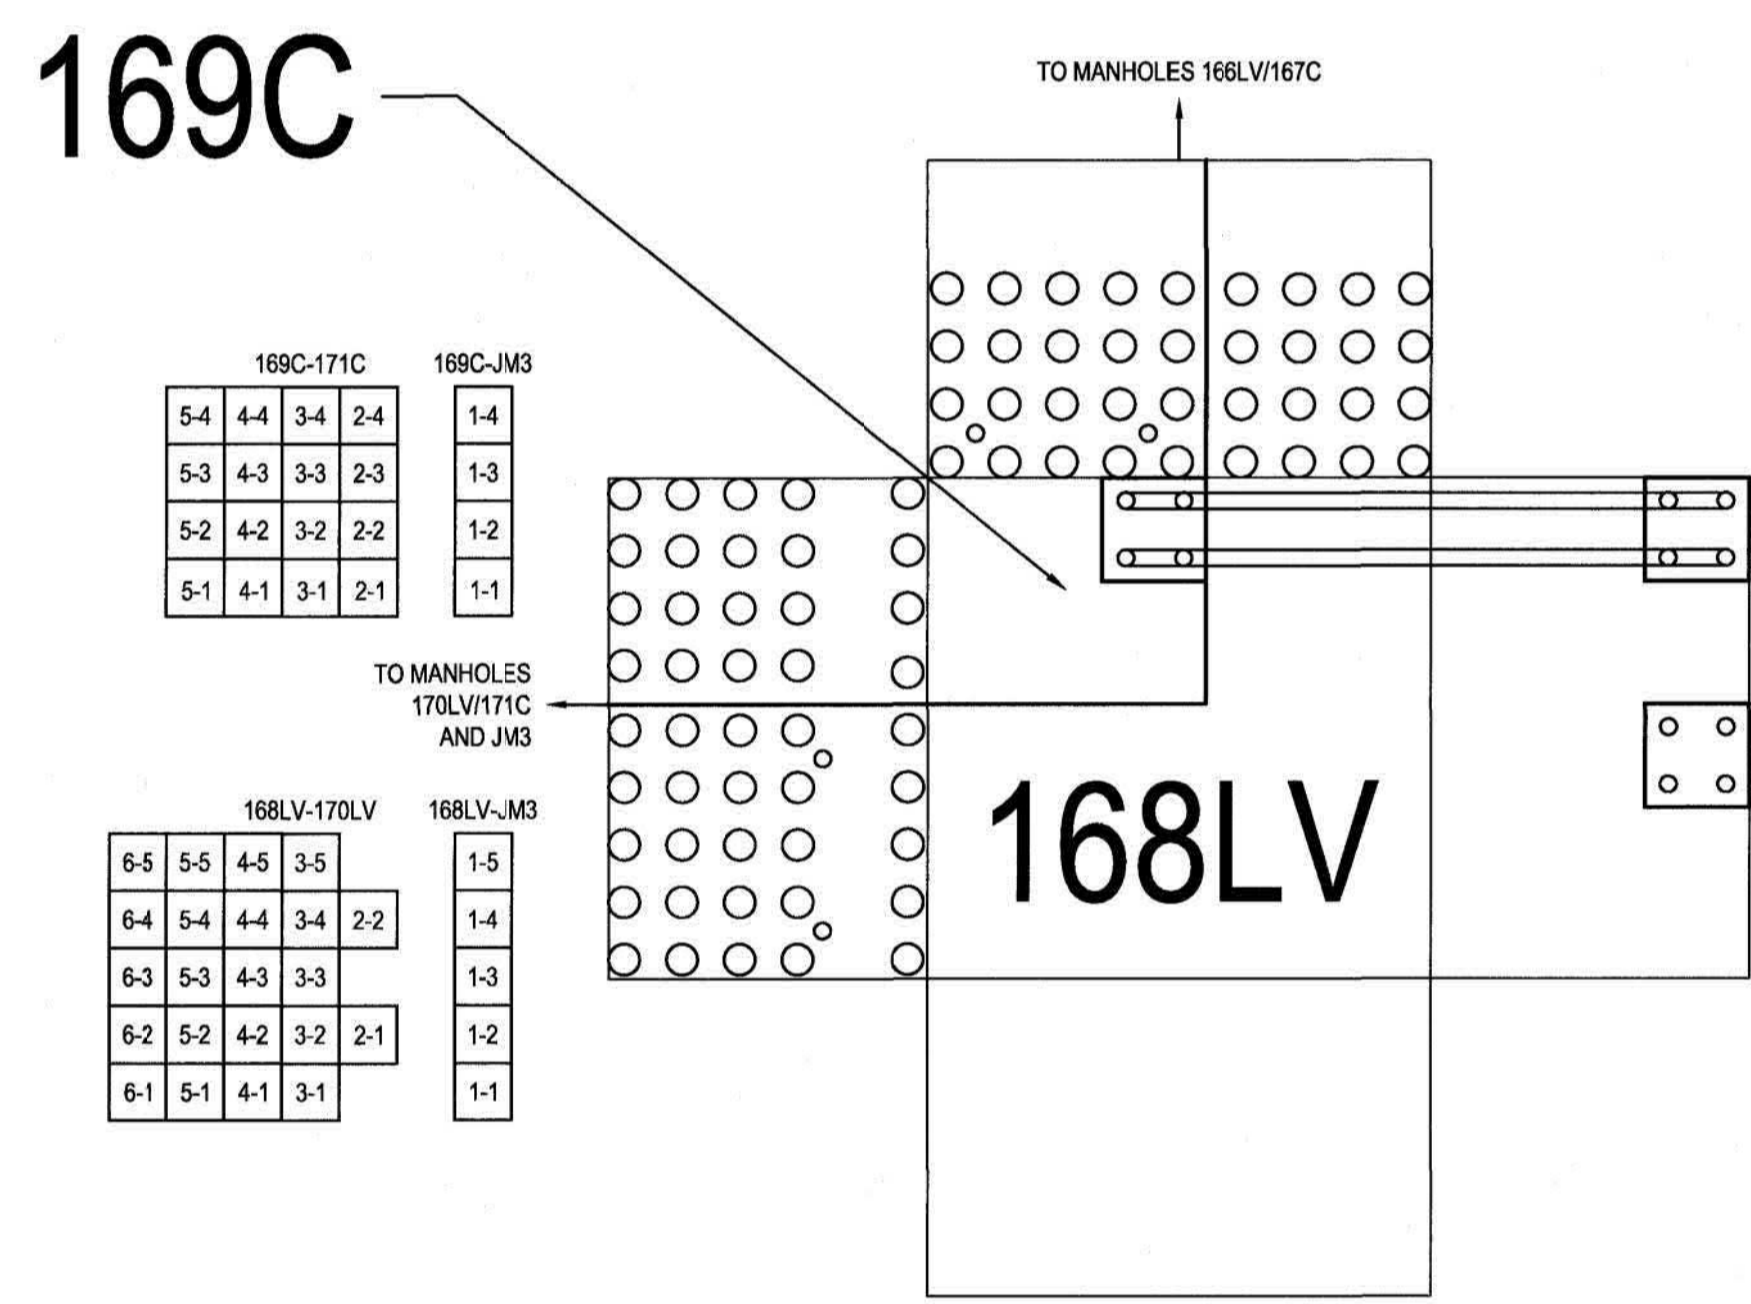 169C
TO MANHOLES 166LV/167C
169C-171C 169C-JM3
5-4 4-4 3-4 2-4 1-4
5-3 4-3 3-3 2-3 1-3
5-2 4-2 3-2 2-2 1-2
5-1 4-1 3-1 2-1 1-1
TO MANHOLES
170LV/171C
AND JM3
168LV
168LV-170LV 168LV-JM3
6-5 5-5 4-5 3-5 1-5
6-4 5-4 4-4 3-4 2-2 1-4
6-3 5-3 4-3 3-3 1-3
6-2 5-2 4-2 3-2 2-1 1-2
6-1 5-1 4-1 3-1 1-1